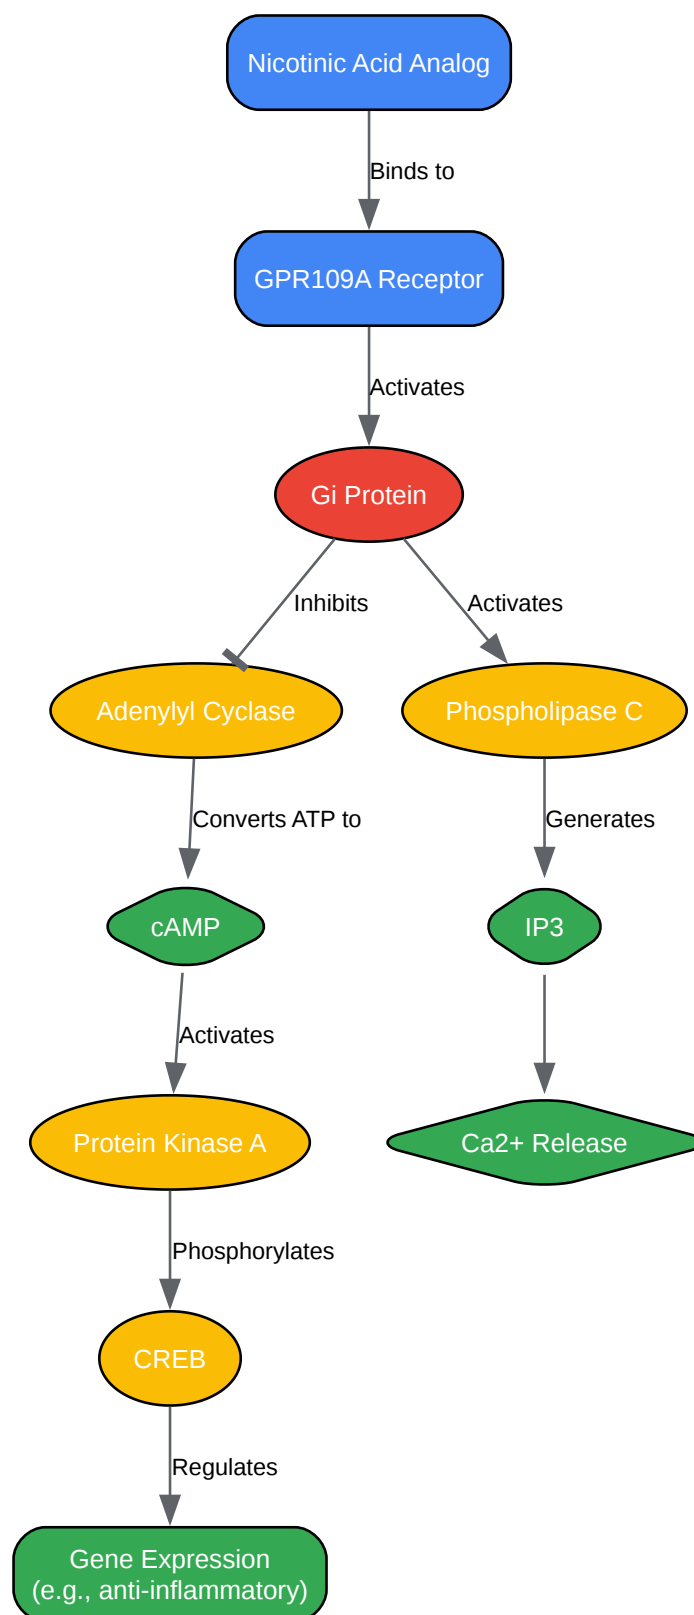 Nicotinic Acid Analog
Binds to
GPR109A Receptor
Activates
Gi Protein
Inhibits
Activates
Adenylyl Cyclase
Phospholipase C
Converts ATP to
Generates
cAMP
IP3
Activates
Protein Kinase A
Ca2+ Release
Phosphorylates
CREB
Regulates
Gene Expression
(e.g., anti-inflammatory)